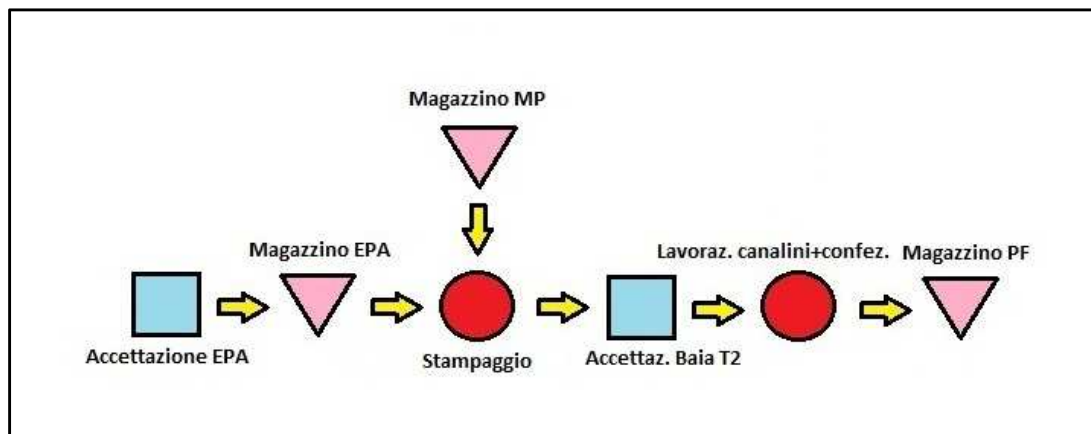 Magazzino MP
Magazzino EPA
Lavoraz. canalini+confez.
Magazzino PF
Accettazione EPA
Stampaggio
Accettaz. Baia T2